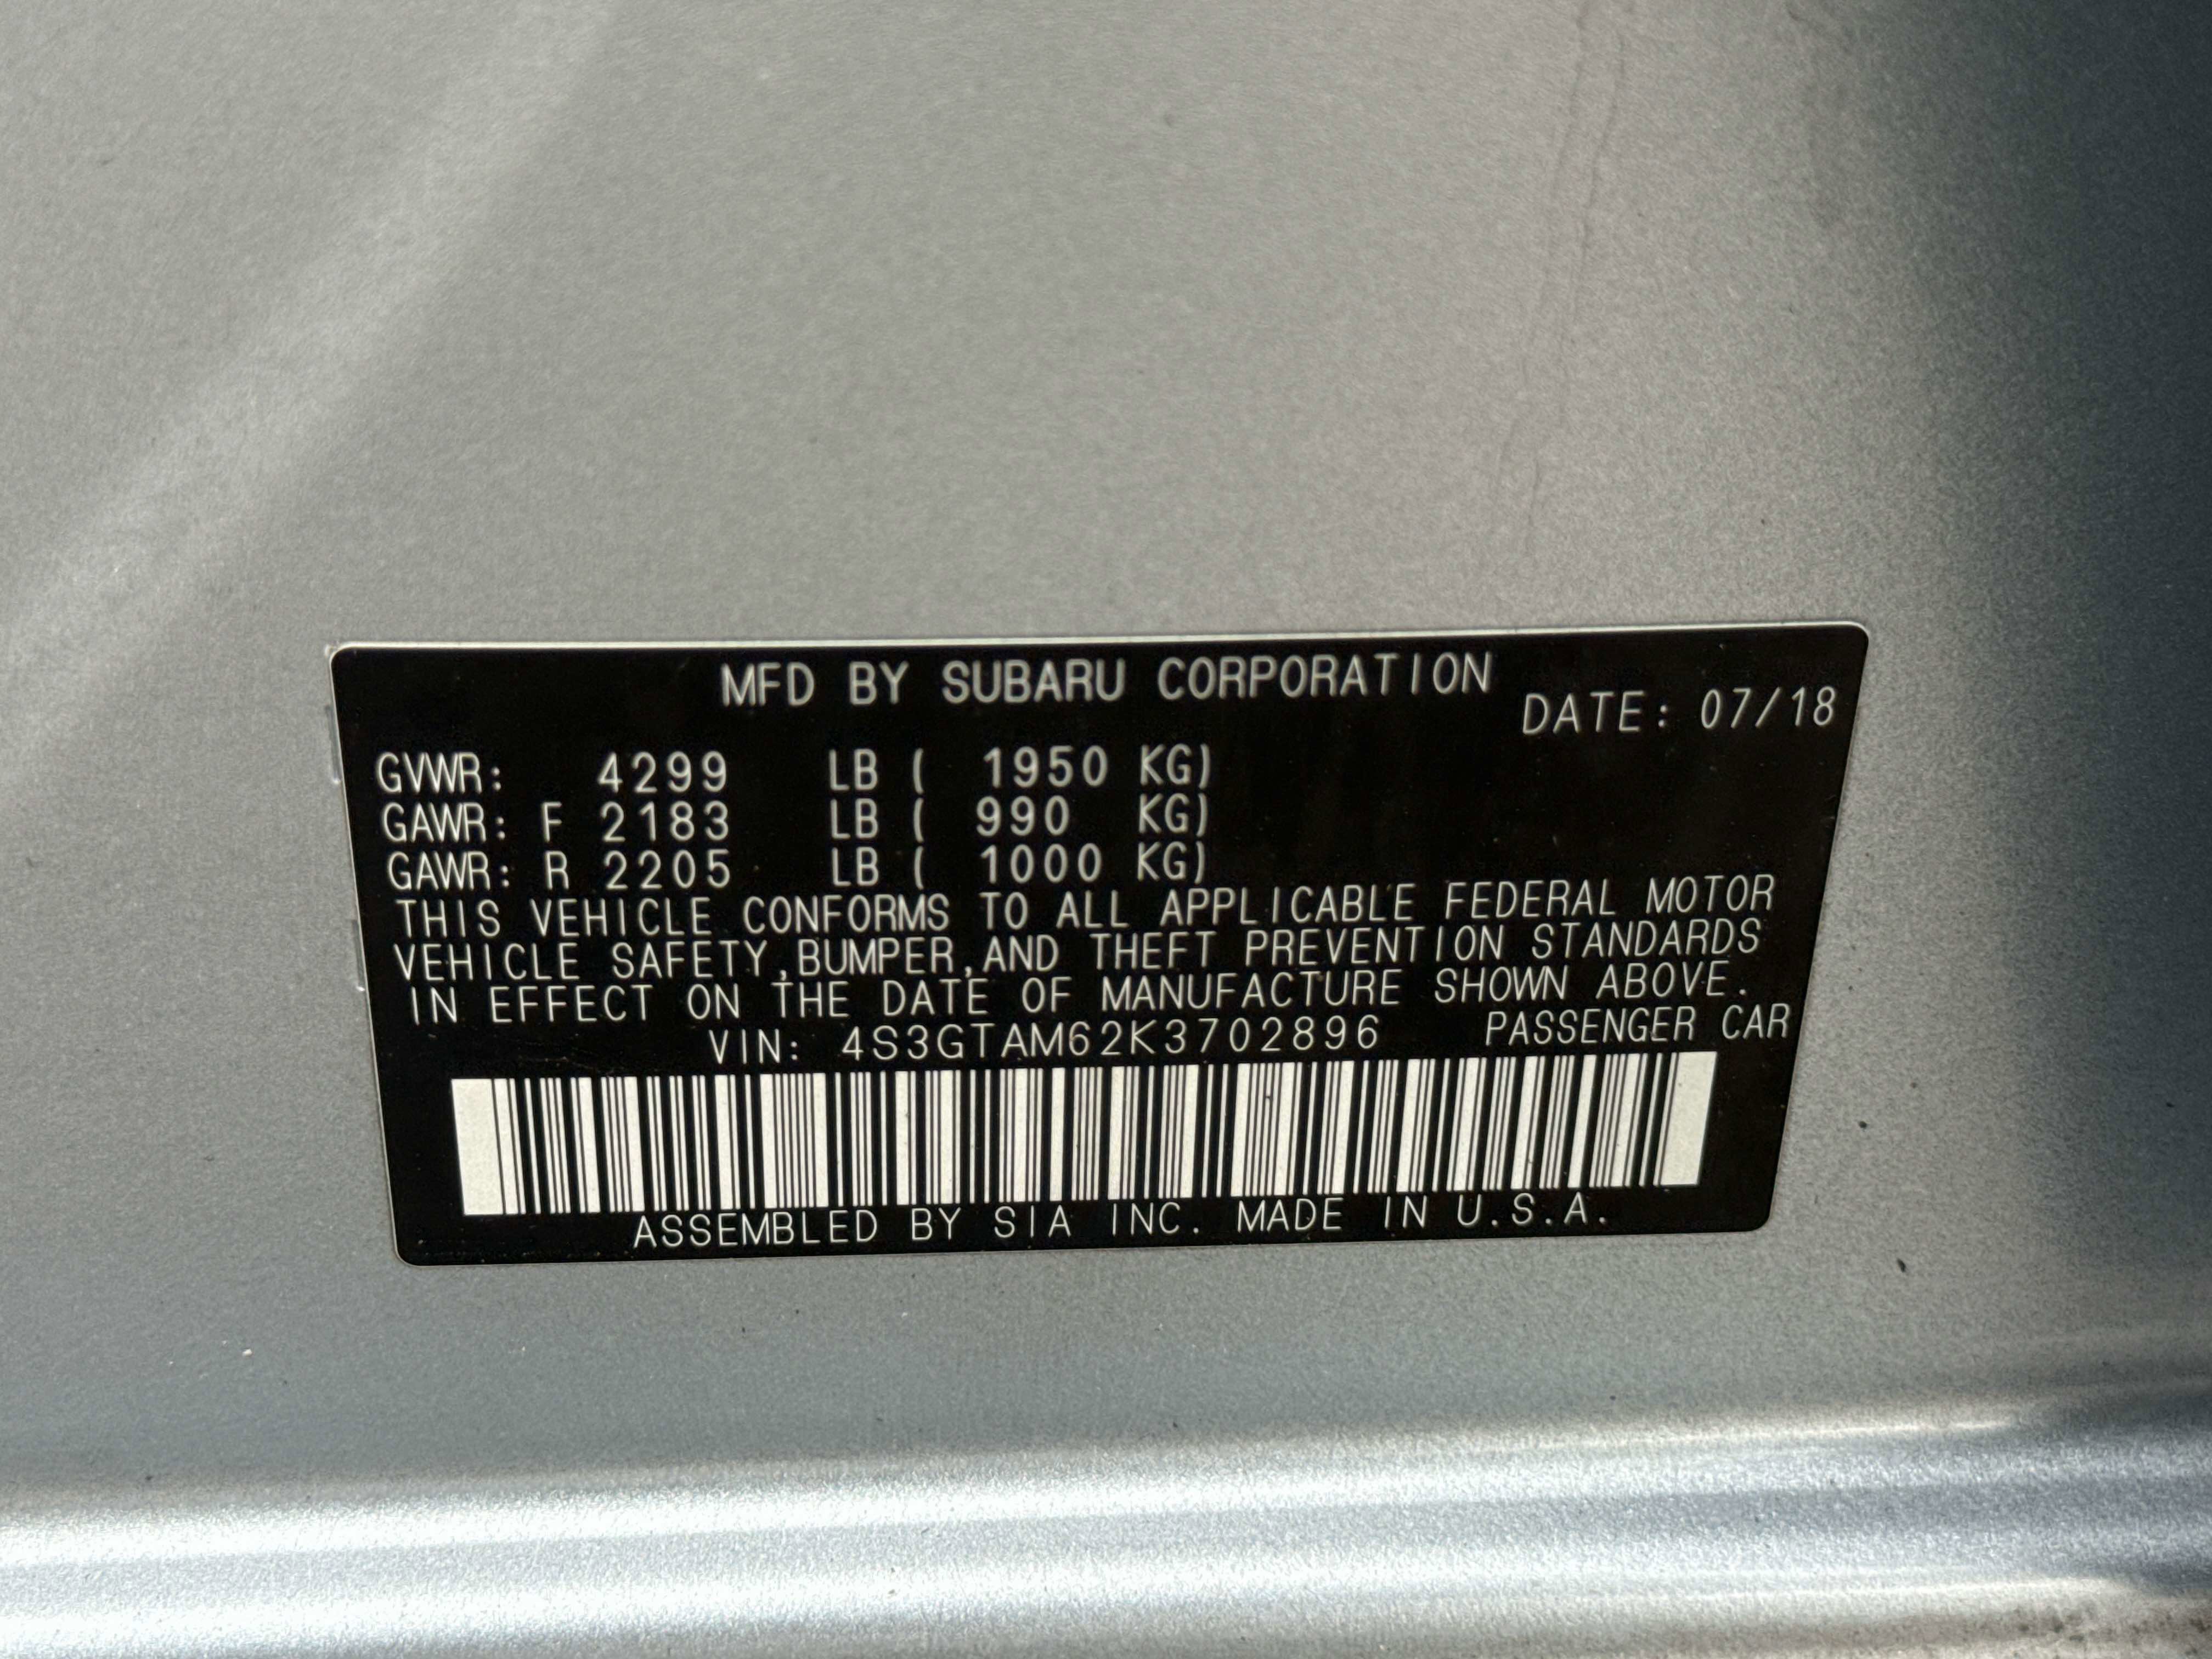 MFD BY SUBARU CORPORATION
DATE: 07/18
GVWR: 4299 LB ( 1950 KG)
GAWR: F 2183 LB ( 990 KG)
GAWR: R 2205 LB ( 1000 KG)
THIS VEHICLE CONFORMS TO ALL APPLICABLE FEDERAL MOTOR
VEHICLE SAFETY,BUMPER,AND THEFT PREVENTION STANDARDS
IN EFFECT ON THE DATE OF MANUFACTURE SHOWN ABOVE.
VIN: 4S3GTAM62K3702896 PASSENGER CAR
ASSEMBLED BY SIA INC. MADE IN U.S.A.